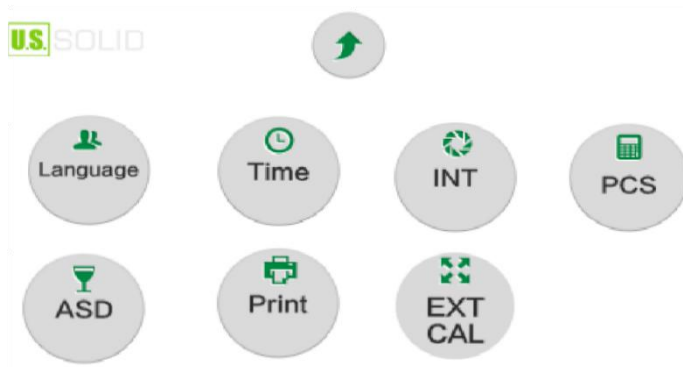 U.S. SOLID
Language
Time
INT
PCS
ASD
Print
EXT
CAL